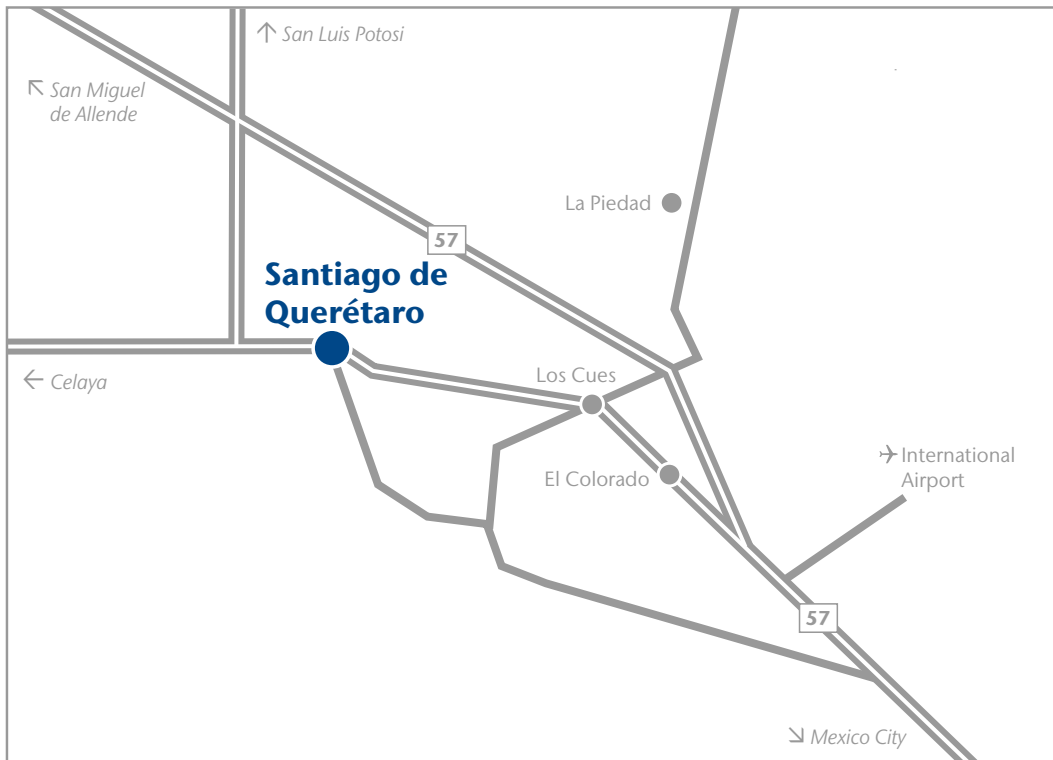 San Luis Potosi
San Miguel
de Allende
La Piedad
57
Santiago de
Querétaro
Los Cues
Celaya
International
Airport
El Colorado
57
Mexico City